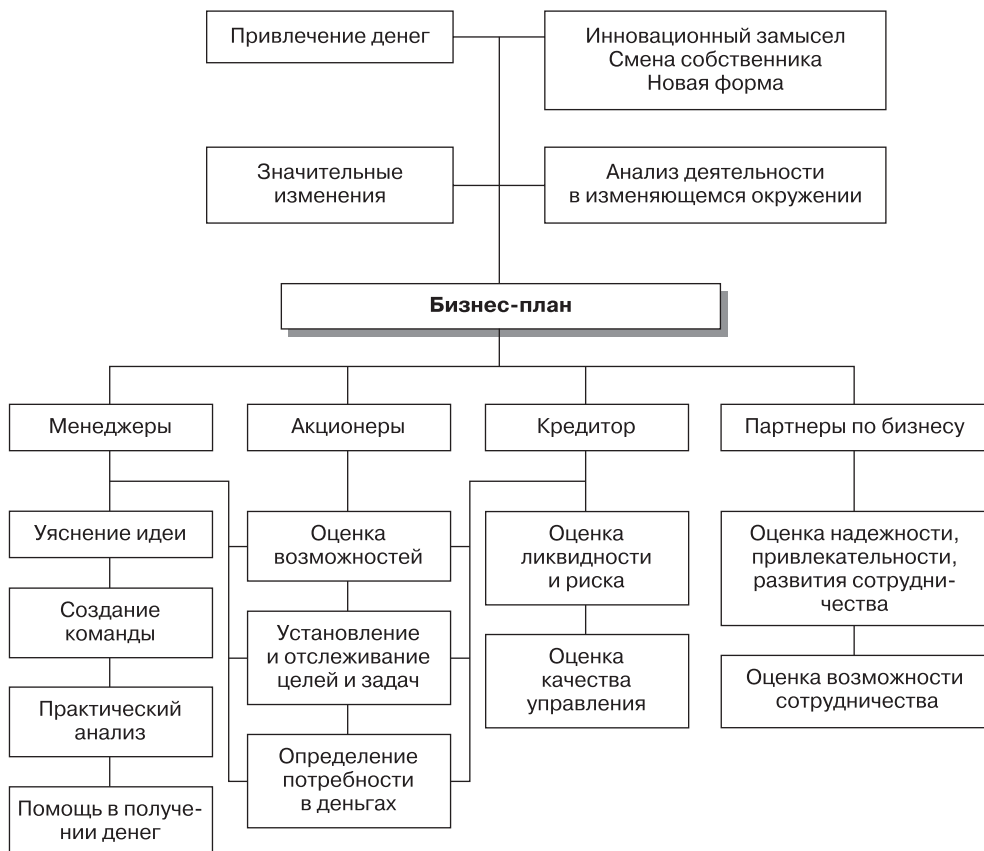 Привлечение денег
Инновационный замысел
Смена собственника
Новая форма
Значительные
изменения
Анализ деятельности
в изменяющемся окружении
Бизнес-план
Менеджеры
Акционеры
Кредитор
Партнеры по бизнесу
Уяснение идеи
Создание
команды
Практический
анализ
Помощь в получе-
нии денег
Оценка
возможностей
Установление
и отслеживание
целей и задач
Определение
потребности
в деньгах
Оценка
ликвидности
и риска
Оценка
качества
управления
Оценка надежности,
привлекательности,
развития сотрудни-
чества
Оценка возможности
сотрудничества